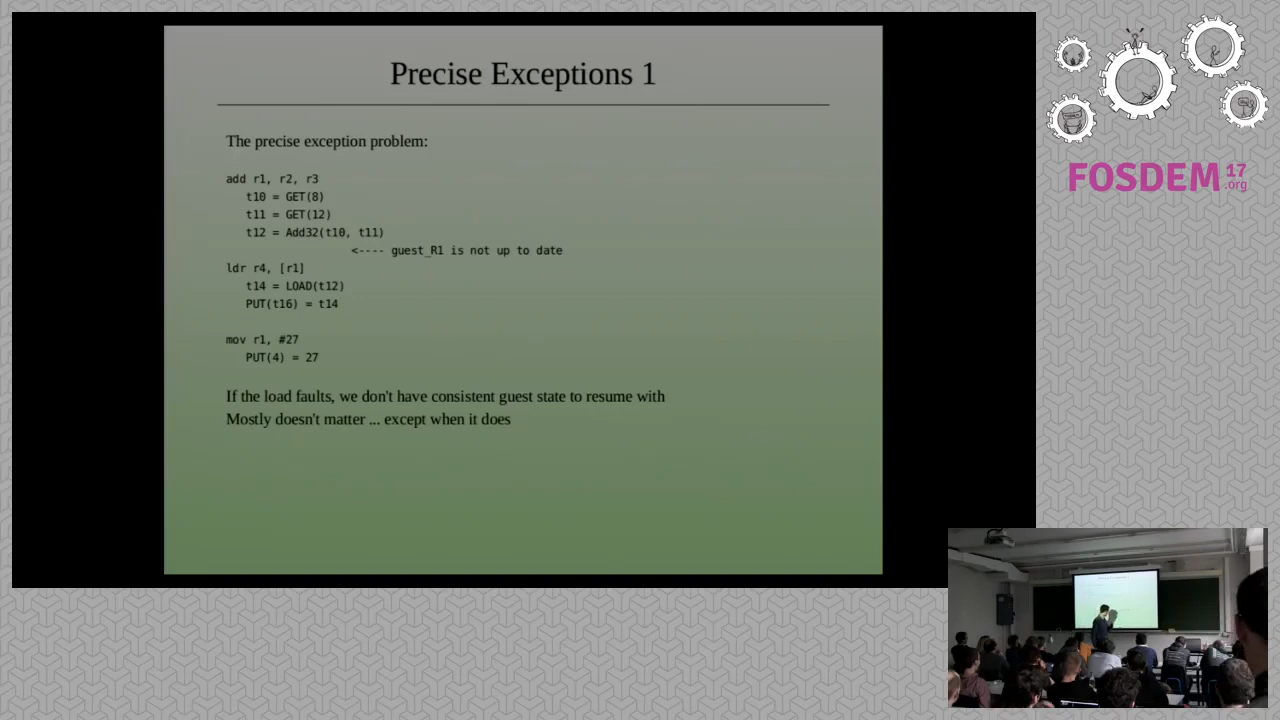 Precise Exceptions 1
The precise exception problem:
add r1, r2, r3
t10 = GET(8)
t11 = GET(12)
t12 = Add32(t10, t11)
<---- guest_R1 is not up to date
ldr r4, [r1]
t14 = LOAD(t12)
PUT(t16) = t14
mov r1, #27
PUT(4) = 27
If the load faults, we don't have consistent guest state to resume with
Mostly doesn't matter ... except when it does
FOSDEM 17
.org